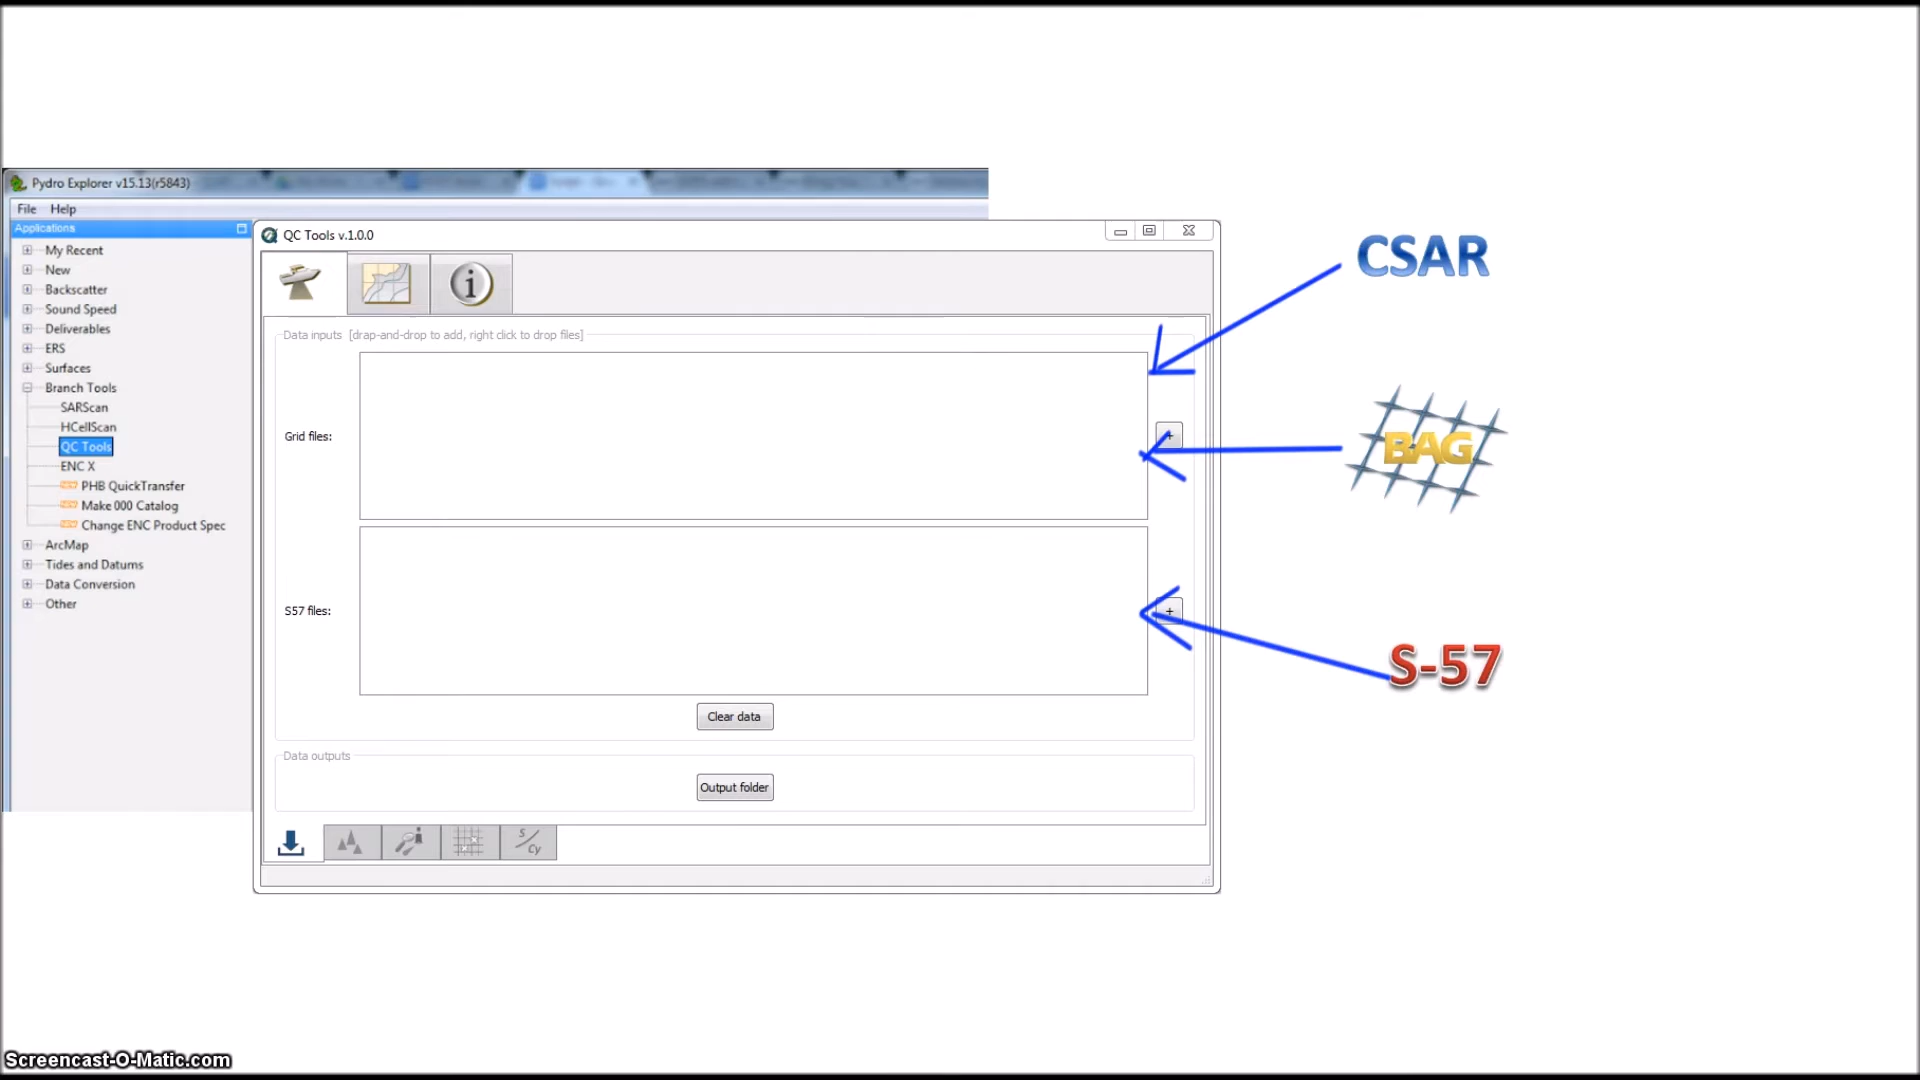 Pydro Explorer v15.13(r5843)
File Help
Applications
My Recent
New
Backscatter
Sound Speed
Deliverables
ERS
Surfaces
Branch Tools
SARScan
HCellScan
QC Tools
ENC X
PHB QuickTransfer
Make 000 Catalog
Change ENC Product Spec
ArcMap
Tides and Datums
Data Conversion
Other
QC Tools v.1.0.0
i
Data inputs [drap-and-drop to add, right click to drop files]
Grid files:
+
S57 files:
+
Clear data
Data outputs
Output folder
S/Cy
CSAR
BAG
S-57
Screencast-O-Matic.com